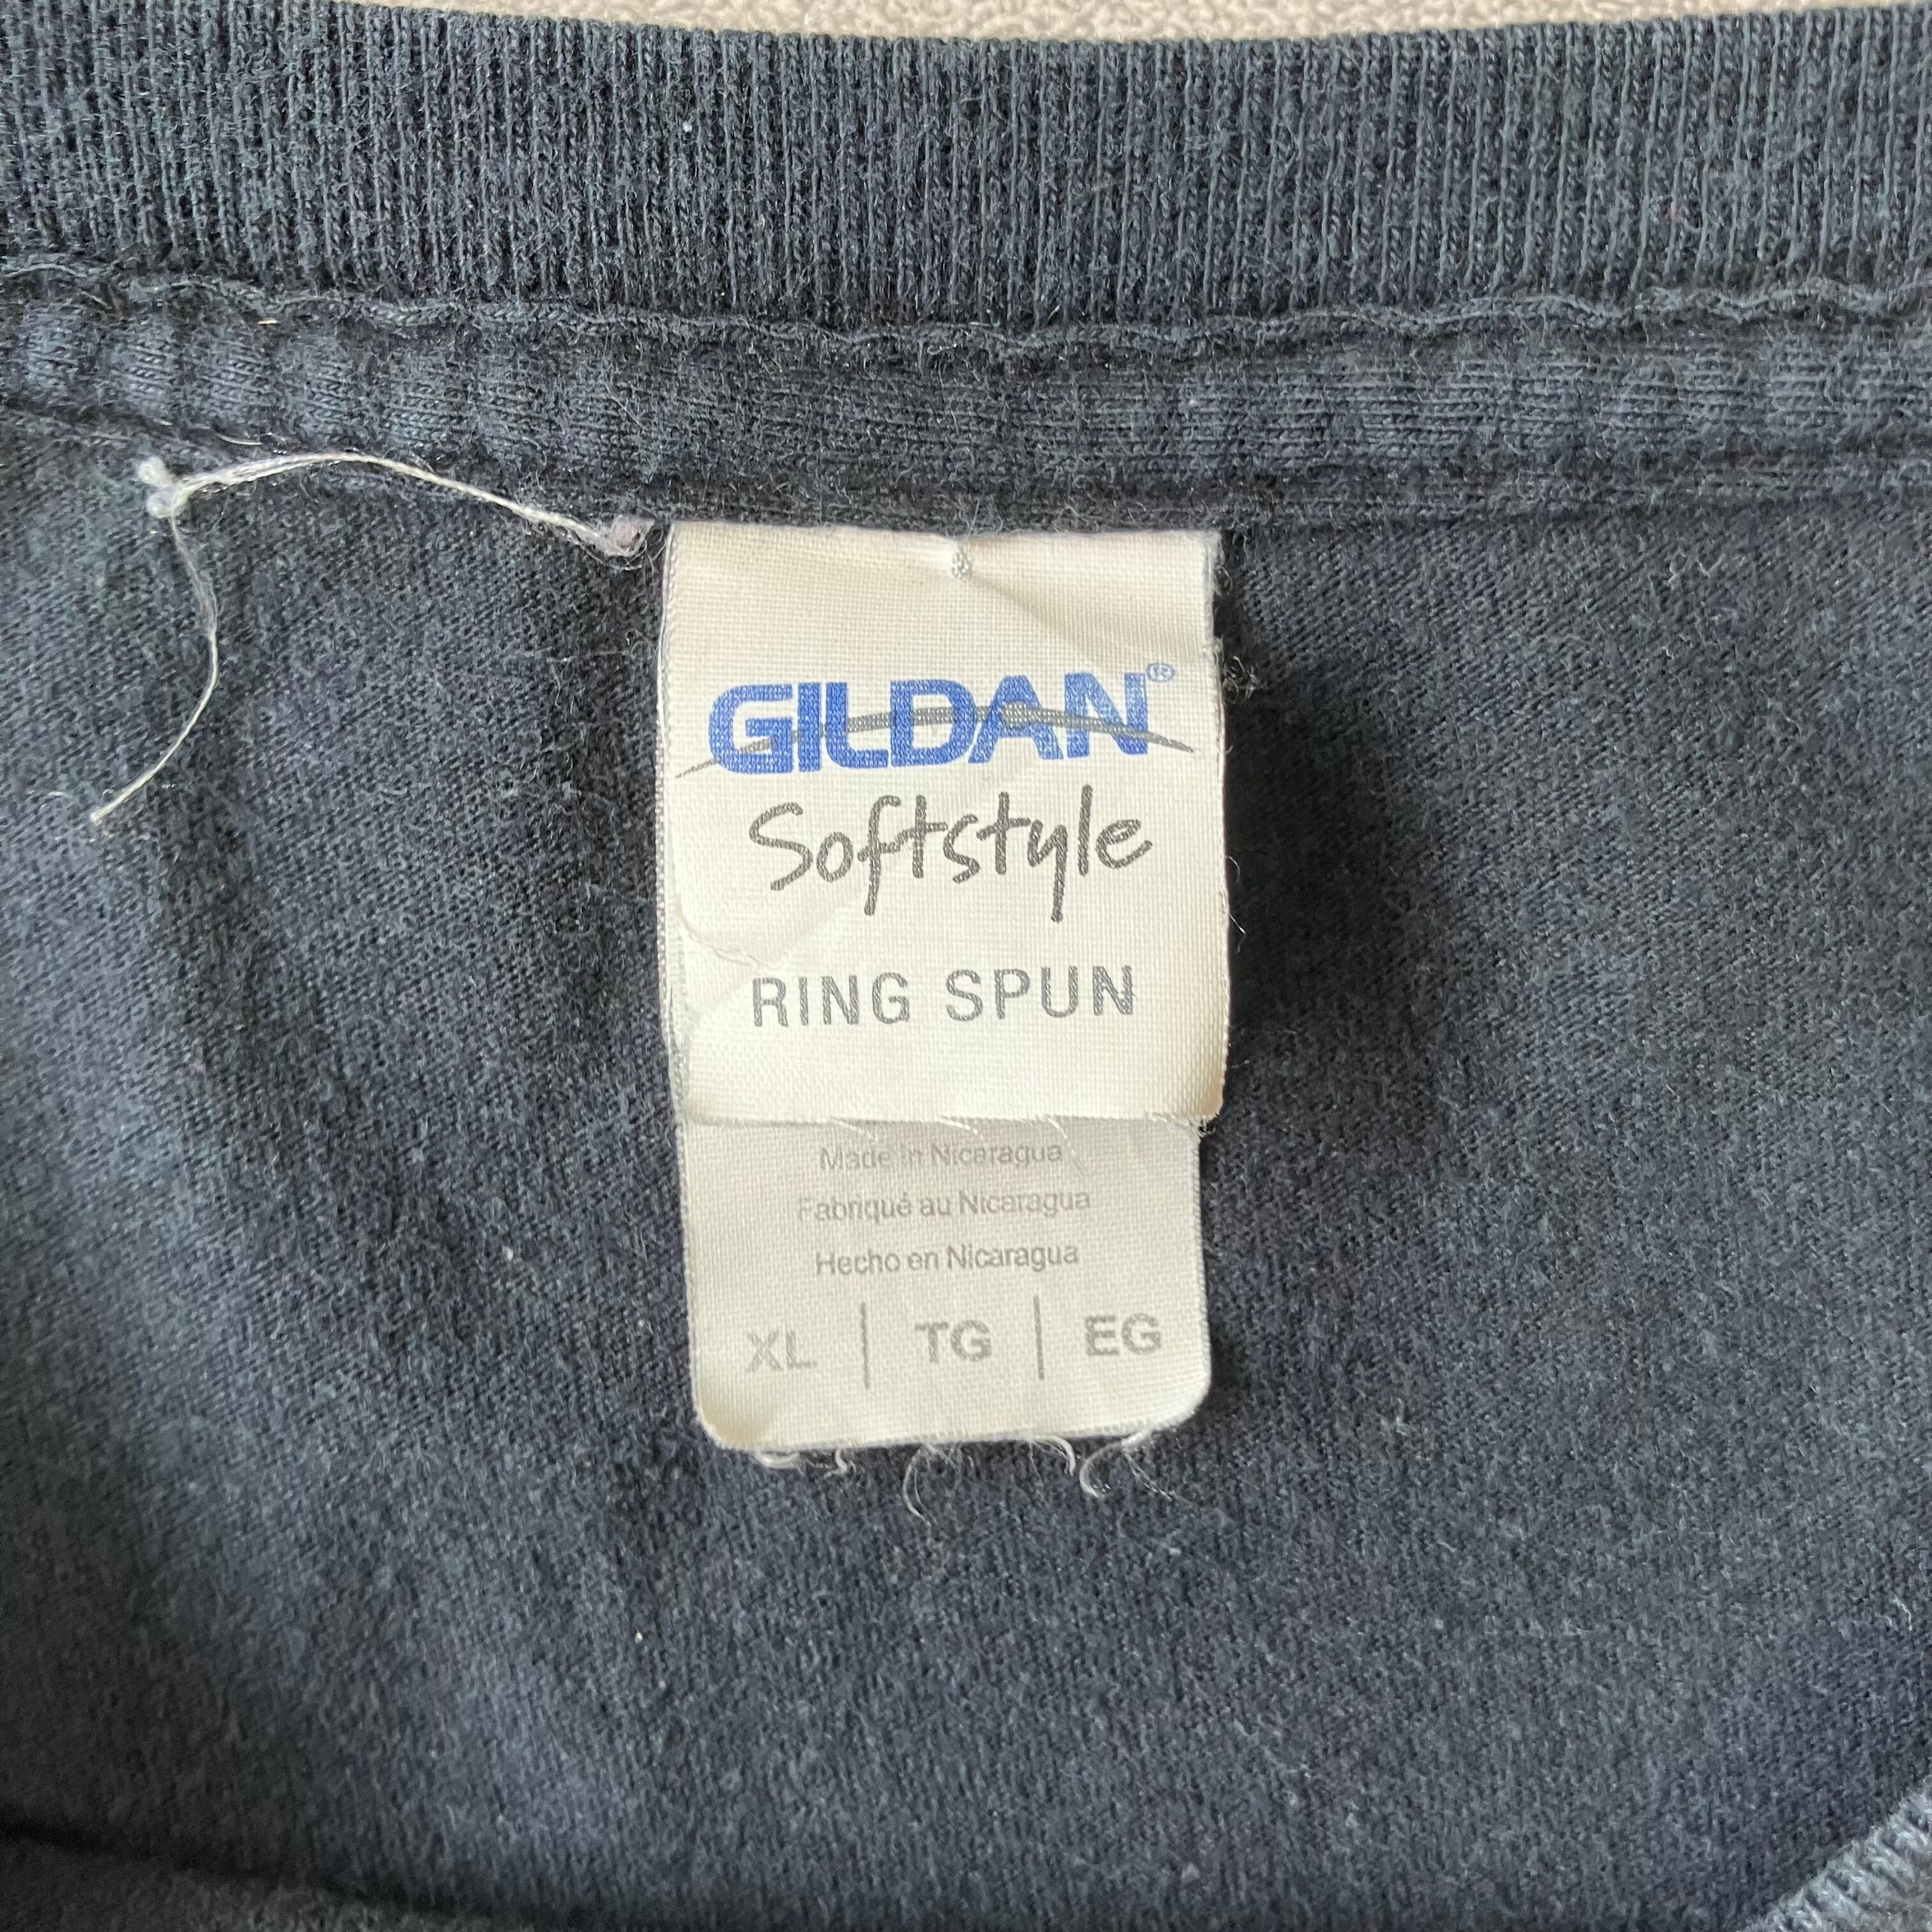 GILDAN®
Softstyle
RING SPUN
Made in Nicaragua
Fabriqué au Nicaragua
Hecho en Nicaragua
XL | TG | EG